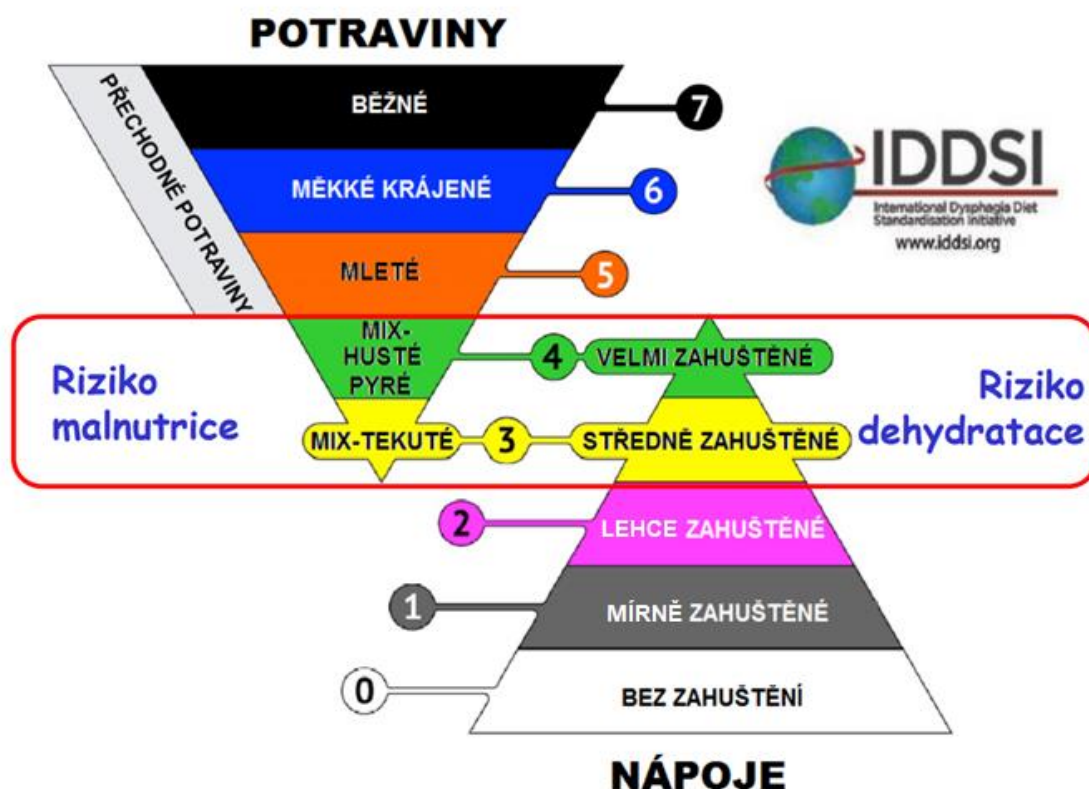 POTRAVINY
PŘECHODNÉ POTRAVINY
BĚŽNÉ
7
MĚKKÉ KRÁJENÉ
6
MLETÉ
5
IDDSI
International Dysphagia Diet
Standardisation Initiative
www.iddsi.org
Riziko
malnutrice
MIX-
HUSTÉ
PYRÉ
4
VELMI ZAHUŠTĚNÉ
MIX-TEKUTÉ
3
STŘEDNĚ ZAHUŠTĚNÉ
Riziko
dehydratace
2
LEHCE ZAHUŠTĚNÉ
1
MÍRNĚ ZAHUŠTĚNÉ
0
BEZ ZAHUŠTĚNÍ
NÁPOJE